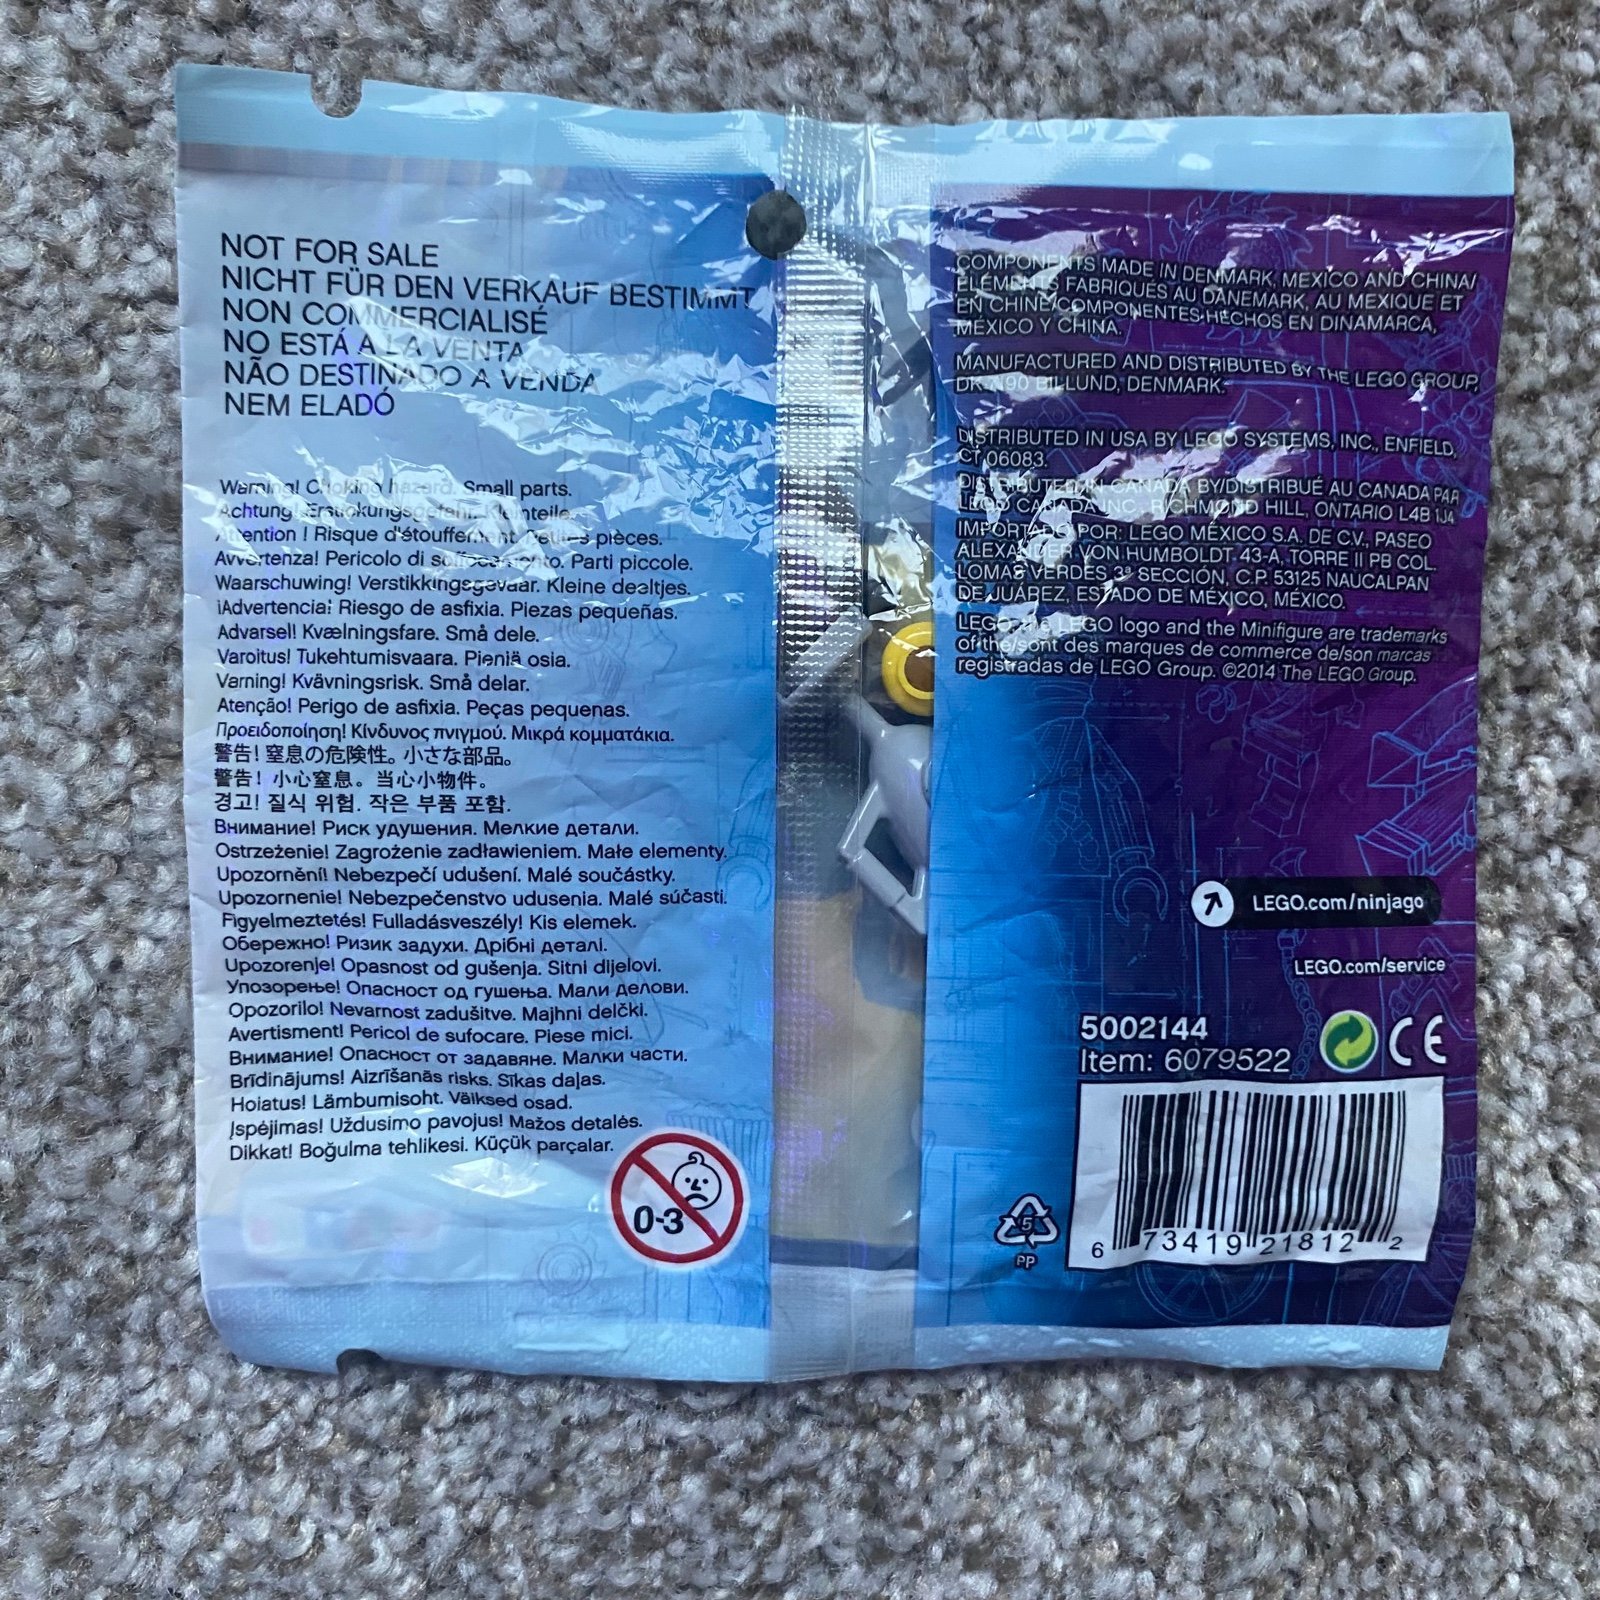 NOT FOR SALE
NICHT FÜR DEN VERKAUF BESTIMMT
NON COMMERCIALISÉ
NO ESTÁ A LA VENTA
NÃO DESTINADO A VENDA
NEM ELADÓ
Warning! Choking hazard. Small parts.
Achtung! Erstickungsgefahr. Kleinteile.
Attention ! Risque d'étouffement. Petites pièces.
Avvertenza! Pericolo di soffocamento. Parti piccole.
Waarschuwing! Verstikkingsgevaar. Kleine deeltjes.
¡Advertencia! Riesgo de asfixia. Piezas pequeñas.
Advarsel! Kvælningsfare. Små dele.
Varoitus! Tukehtumisvaara. Pieniä osia.
Varning! Kvävningsrisk. Små delar.
Atenção! Perigo de asfixia. Peças pequenas.
Προειδοποίηση! Κίνδυνος πνιγμού. Μικρά κομματάκια.
警告! 窒息の危険性。小さな部品。
警告! 小心窒息。当心小物件。
경고! 질식 위험. 작은 부품 포함.
Внимание! Риск удушения. Мелкие детали.
Ostrzeżenie! Zagrożenie zadławieniem. Małe elementy.
Upozornění! Nebezpečí udušení. Malé součástky.
Upozornenie! Nebezpečenstvo udusenia. Malé súčasti.
Figyelmeztetés! Fulladásveszély! Kis elemek.
Обережно! Ризик задухи. Дрібні деталі.
Upozorenje! Opasnost od gušenja. Sitni dijelovi.
Упозорење! Опасност од гушења. Мали делови.
Opozorilo! Nevarnost zadušitve. Majhni delčki.
Avertisment! Pericol de sufocare. Piese mici.
Внимание! Опасност от задавяне. Малки части.
Brīdinājums! Aizrīšanās risks. Sīkas daļas.
Hoiatus! Lämbumisoht. Väiksed osad.
Įspėjimas! Uždusimo pavojus! Mažos detalės.
Dikkat! Boğulma tehlikesi. Küçük parçalar.
0-3
COMPONENTS MADE IN DENMARK, MEXICO AND CHINA/
ÉLÉMENTS FABRIQUÉS AU DANEMARK, AU MEXIQUE ET
EN CHINE/COMPONENTES HECHOS EN DINAMARCA,
MÉXICO Y CHINA.
MANUFACTURED AND DISTRIBUTED BY THE LEGO GROUP,
DK-7190 BILLUND, DENMARK.
DISTRIBUTED IN USA BY LEGO SYSTEMS, INC., ENFIELD,
CT 06083.
DISTRIBUTED IN CANADA BY/DISTRIBUÉ AU CANADA PAR
LEGO CANADA INC., RICHMOND HILL, ONTARIO L4B 1J4
IMPORTADO POR: LEGO MÉXICO S.A. DE C.V., PASEO
ALEXANDER VON HUMBOLDT 43-A, TORRE II PB COL.
LOMAS VERDES 3ª SECCIÓN, C.P. 53125 NAUCALPAN
DE JUÁREZ, ESTADO DE MÉXICO, MÉXICO.
LEGO, the LEGO logo and the Minifigure are trademarks
of the/sont des marques de commerce de/son marcas
registradas de LEGO Group. ©2014 The LEGO Group.
LEGO.com/ninjago
LEGO.com/service
5002144
Item: 6079522
CE
5
PP
6 73419 21812 2